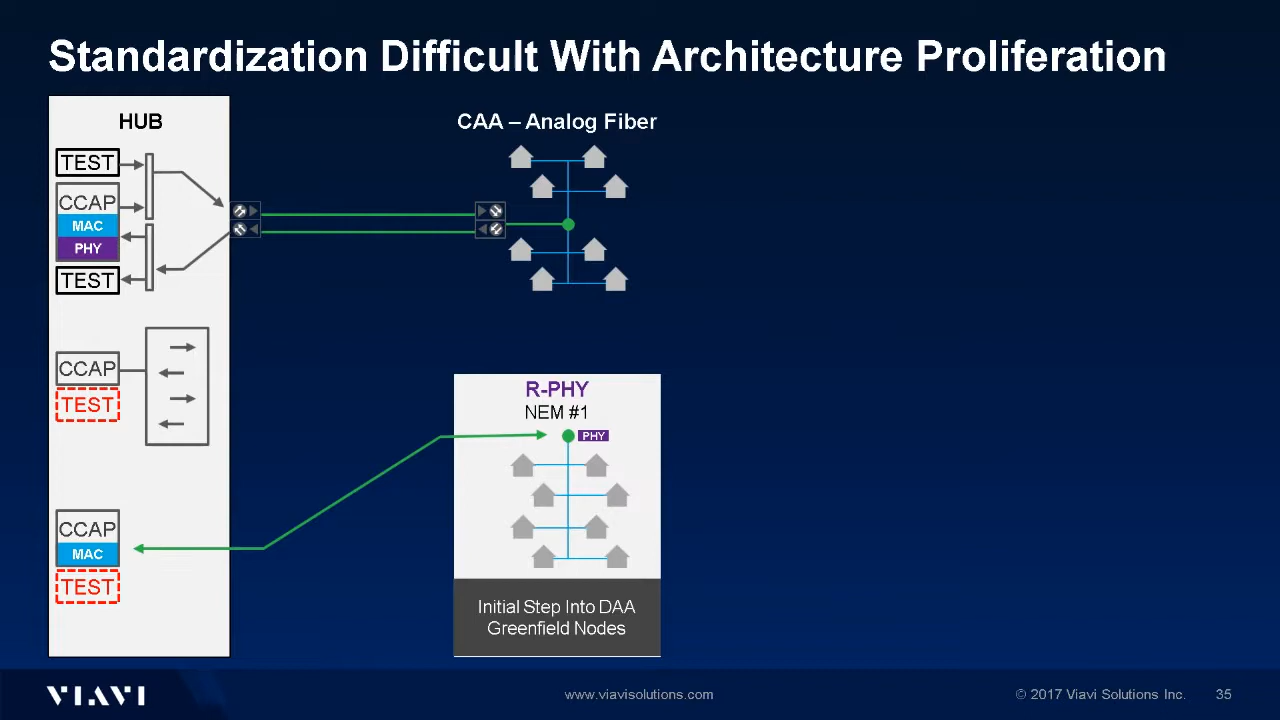 Standardization Difficult With Architecture Proliferation
HUB
TEST
CCAP
MAC
PHY
TEST
CCAP
TEST
CCAP
MAC
TEST
CAA – Analog Fiber
R-PHY
NEM #1
PHY
Initial Step Into DAA
Greenfield Nodes
VIAVI
www.viavisolutions.com
© 2017 Viavi Solutions Inc.
35